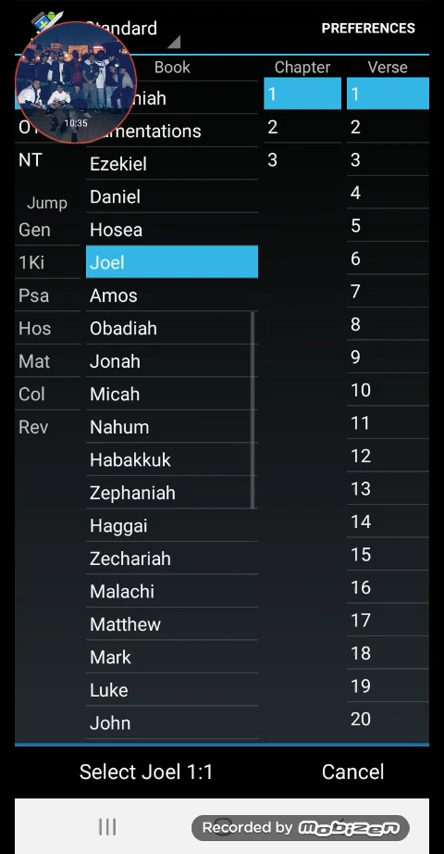 Standard
PREFERENCES
Book Chapter Verse
10:35
OT
NT
Jump
Gen
1Ki
Psa
Hos
Mat
Col
Rev
Ezekiel
Daniel
Hosea
Joel
Amos
Obadiah
Jonah
Micah
Nahum
Habakkuk
Zephaniah
Haggai
Zechariah
Malachi
Matthew
Mark
Luke
John
1
2
3
1
2
3
4
5
6
7
8
9
10
11
12
13
14
15
16
17
18
19
20
Select Joel 1:1
Cancel
Recorded by mobizen